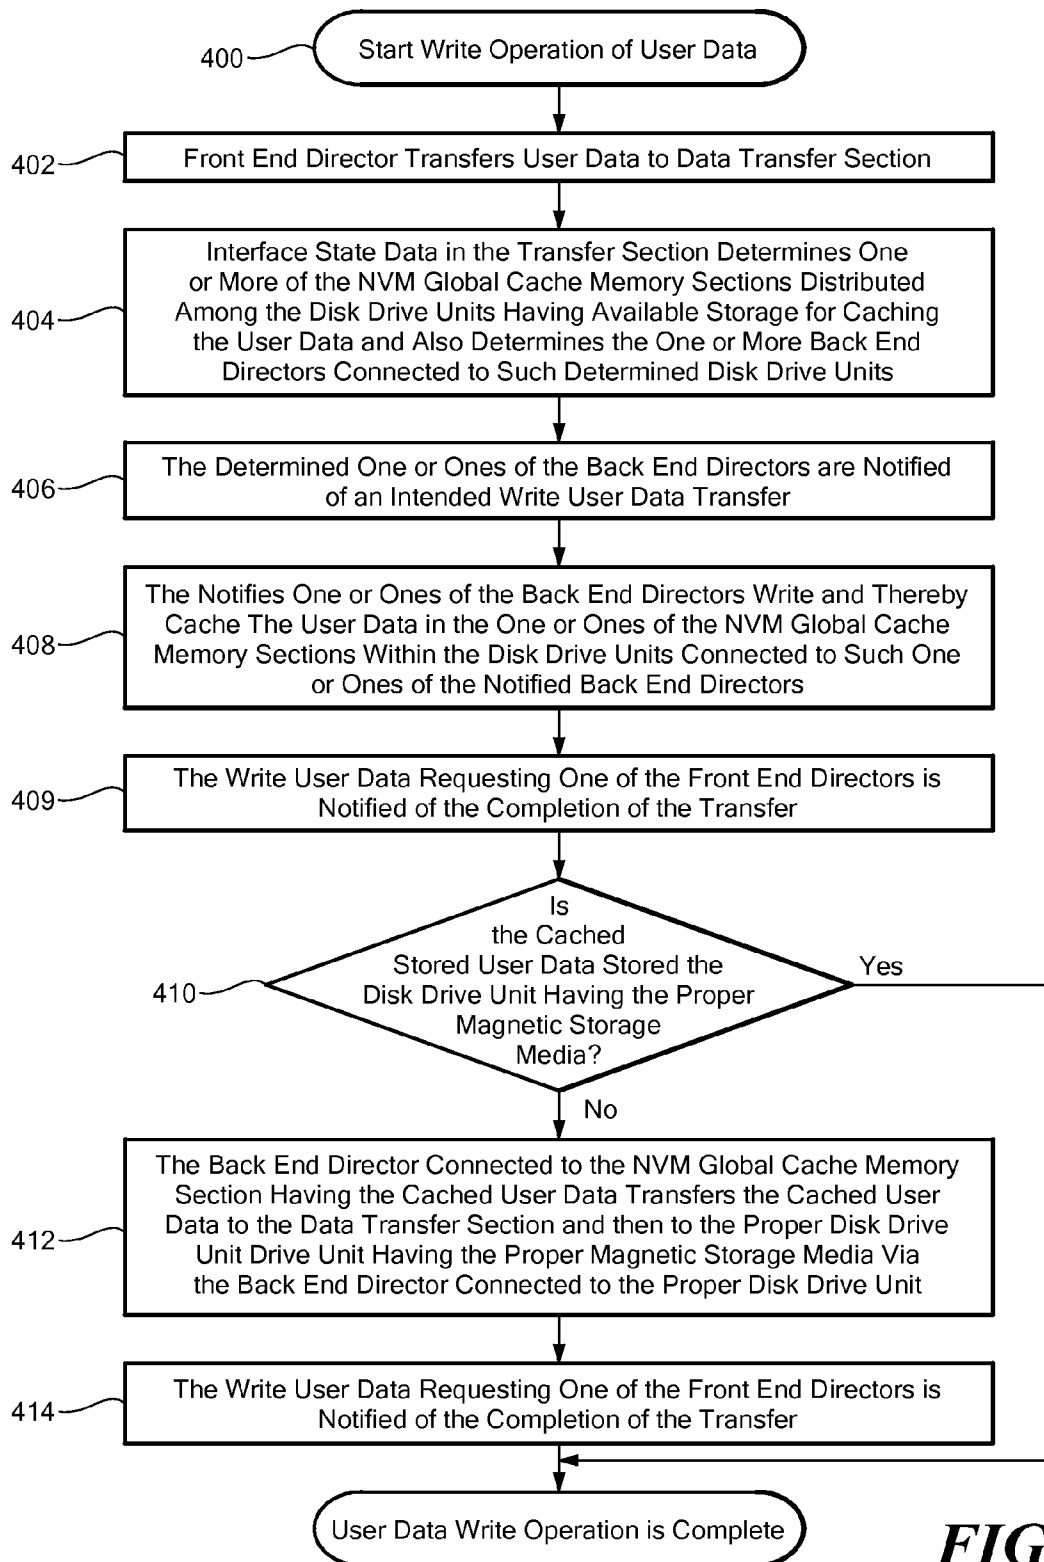 400
Start Write Operation of User Data
402
Front End Director Transfers User Data to Data Transfer Section
404
Interface State Data in the Transfer Section Determines One
or More of the NVM Global Cache Memory Sections Distributed
Among the Disk Drive Units Having Available Storage for Caching
the User Data and Also Determines the One or More Back End
Directors Connected to Such Determined Disk Drive Units
406
The Determined One or Ones of the Back End Directors are Notified
of an Intended Write User Data Transfer
408
The Notifies One or Ones of the Back End Directors Write and Thereby
Cache The User Data in the One or Ones of the NVM Global Cache
Memory Sections Within the Disk Drive Units Connected to Such One
or Ones of the Notified Back End Directors
409
The Write User Data Requesting One of the Front End Directors is
Notified of the Completion of the Transfer
410
Is
the Cached
Stored User Data Stored the
Disk Drive Unit Having the Proper
Magnetic Storage
Media?
Yes
No
412
The Back End Director Connected to the NVM Global Cache Memory
Section Having the Cached User Data Transfers the Cached User
Data to the Data Transfer Section and then to the Proper Disk Drive
Unit Drive Unit Having the Proper Magnetic Storage Media Via
the Back End Director Connected to the Proper Disk Drive Unit
414
The Write User Data Requesting One of the Front End Directors is
Notified of the Completion of the Transfer
User Data Write Operation is Complete
FIG